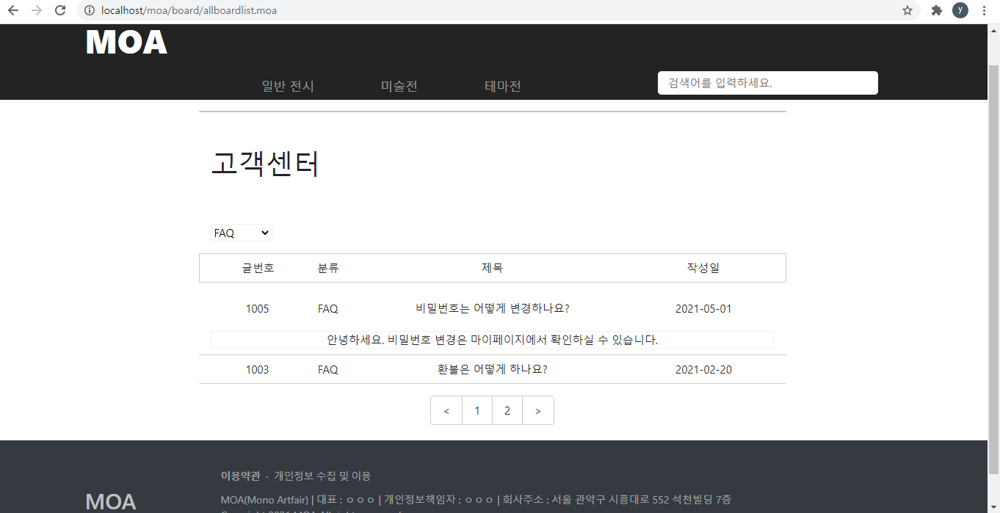 localhost/moa/board/allboardlist.moa
y
MOA
일반 전시 미술전 테마전 검색어를 입력하세요.
고객센터
FAQ
글번호 분류 제목 작성일
1005 FAQ 비밀번호는 어떻게 변경하나요? 2021-05-01
안녕하세요. 비밀번호 변경은 마이페이지에서 확인하실 수 있습니다.
1003 FAQ 환불은 어떻게 하나요? 2021-02-20
< 1 2 >
이용약관 · 개인정보 수집 및 이용
MOA
MOA(Mono Artfair) | 대표 : ㅇㅇㅇ | 개인정보책임자 : ㅇㅇㅇ | 회사주소 : 서울 관악구 시흥대로 552 석천빌딩 7층